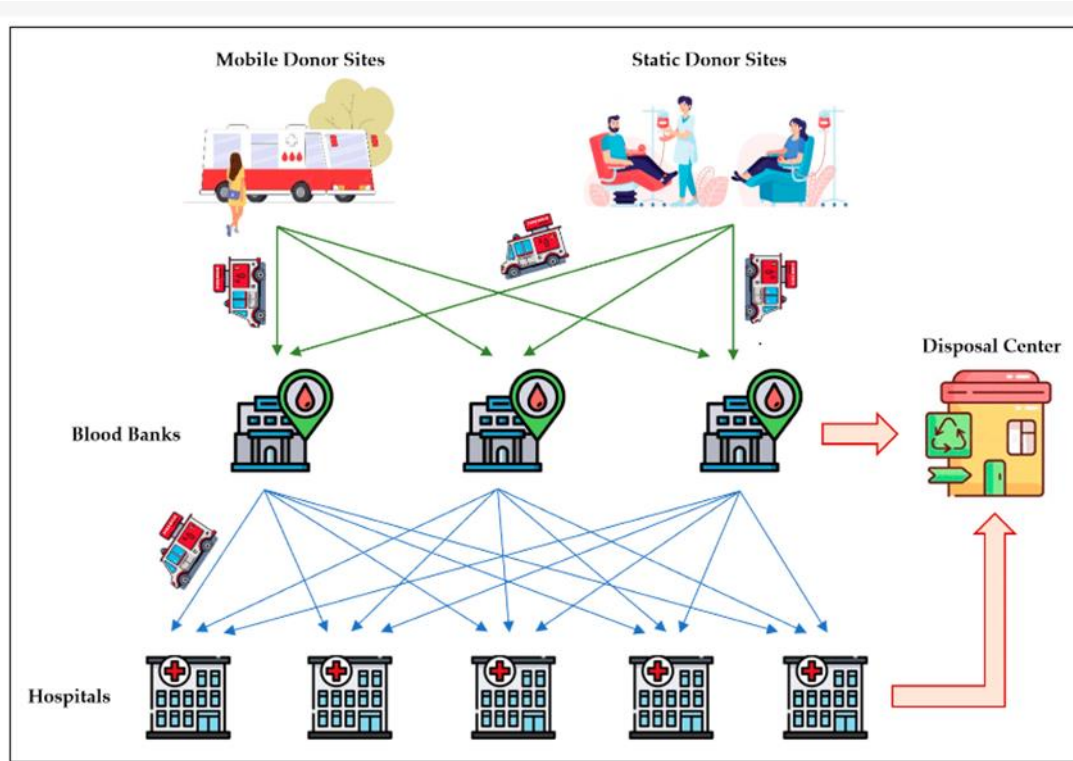 Mobile Donor Sites
Static Donor Sites
Disposal Center
Blood Banks
Hospitals